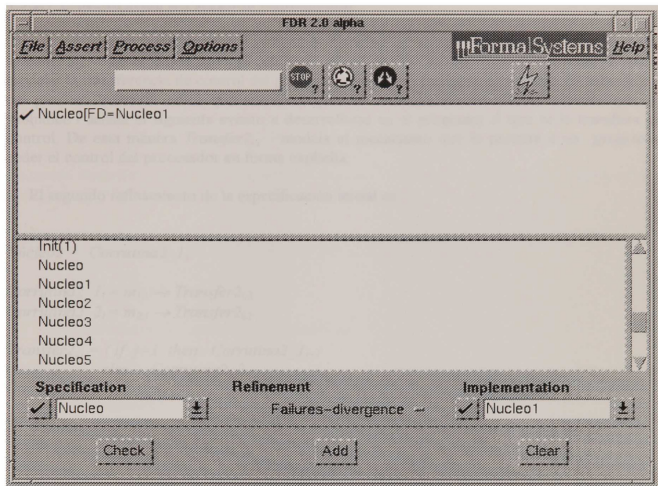 FDR 2.0 alpha
File Assert Process Options
FormalSystems Help
STOP ? ? ?
✓ Nucleo[FD=Nucleo1
Init(1)
Nucleo
Nucleo1
Nucleo2
Nucleo3
Nucleo4
Nucleo5
Specification Refinement Implementation
✓ Nucleo Failures-divergence ✓ Nucleo1
Check Add Clear